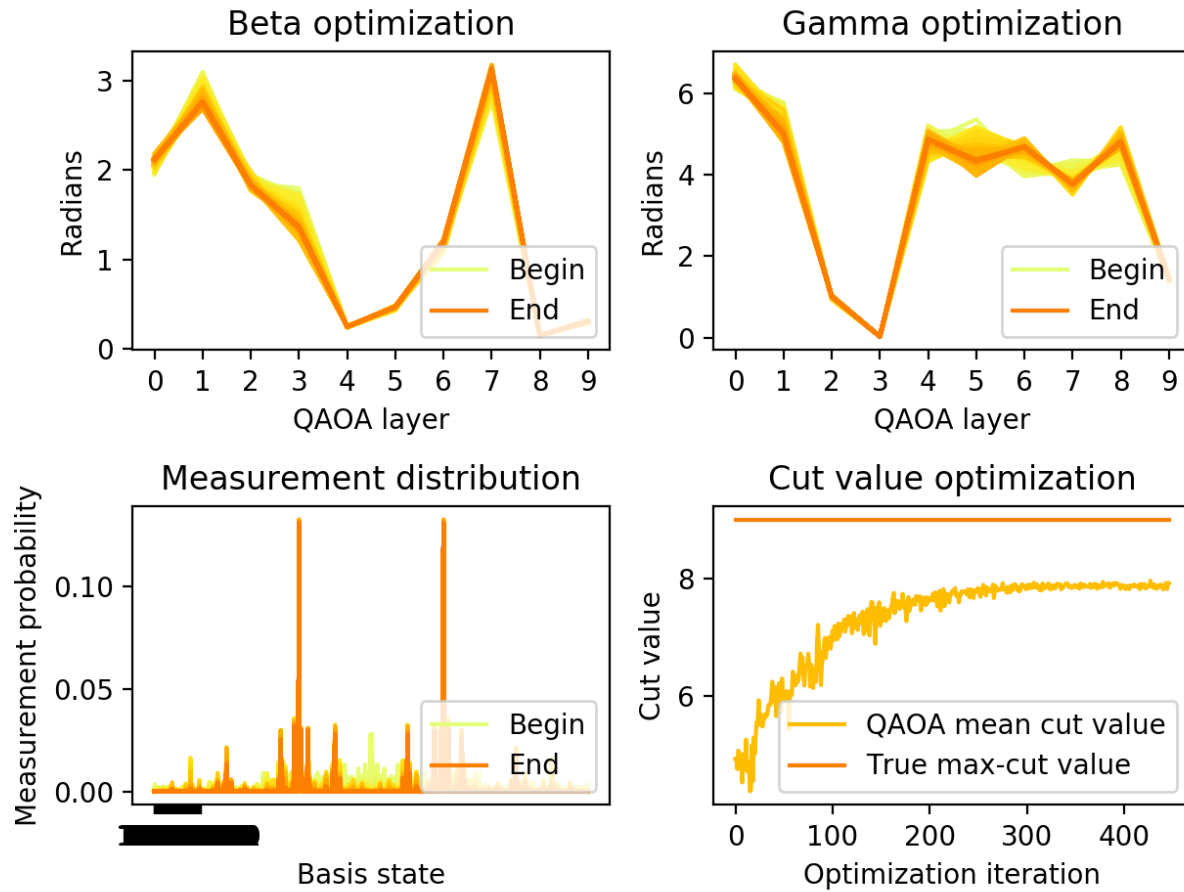 Beta optimization
Radians
3
2
1
0
Begin
End
0 1 2 3 4 5 6 7 8 9
QAOA layer
Gamma optimization
Radians
6
4
2
0
Begin
End
0 1 2 3 4 5 6 7 8 9
QAOA layer
Measurement distribution
Measurement probability
0.10
0.05
0.00
Begin
End
Basis state
Cut value optimization
Cut value
8
6
QAOA mean cut value
True max-cut value
0 100 200 300 400
Optimization iteration